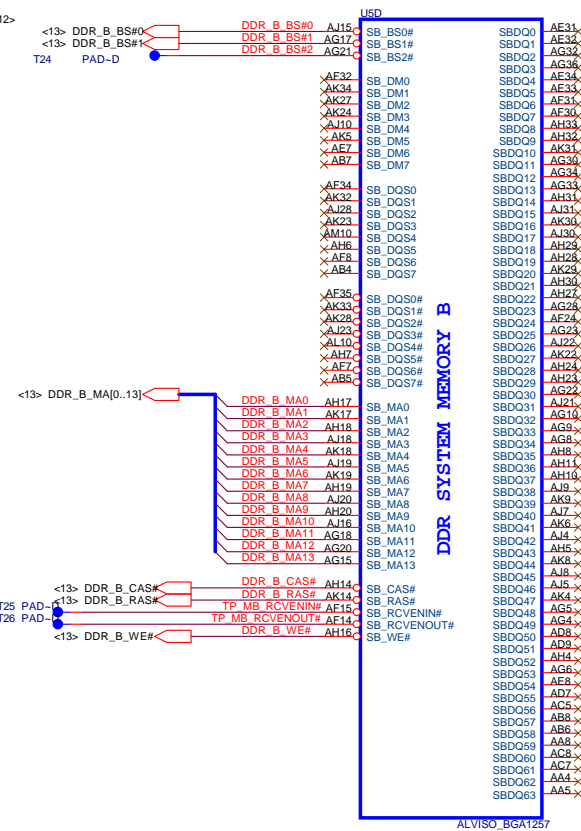 12>
U5D
<13> DDR_B_BS#0 DDR_B_BS#0 AJ15 SB_BS0#
<13> DDR_B_BS#1 DDR_B_BS#1 AG17 SB_BS1#
T24 PAD~D DDR_B_BS#2 AG21 SB_BS2#
AF32 SB_DM0
AK34 SB_DM1
AK27 SB_DM2
AK24 SB_DM3
AJ10 SB_DM4
AK5 SB_DM5
AE7 SB_DM6
AB7 SB_DM7
AF34 SB_DQS0
AK32 SB_DQS1
AJ28 SB_DQS2
AK23 SB_DQS3
AM10 SB_DQS4
AH6 SB_DQS5
AF8 SB_DQS6
AB4 SB_DQS7
AF35 SB_DQS0#
AK33 SB_DQS1#
AK28 SB_DQS2#
AJ23 SB_DQS3#
AL10 SB_DQS4#
AH7 SB_DQS5#
AF7 SB_DQS6#
AB5 SB_DQS7#
<13> DDR_B_MA[0..13]
DDR_B_MA0 AH17 SB_MA0
DDR_B_MA1 AK17 SB_MA1
DDR_B_MA2 AH18 SB_MA2
DDR_B_MA3 AJ18 SB_MA3
DDR_B_MA4 AK18 SB_MA4
DDR_B_MA5 AJ19 SB_MA5
DDR_B_MA6 AK19 SB_MA6
DDR_B_MA7 AH19 SB_MA7
DDR_B_MA8 AJ20 SB_MA8
DDR_B_MA9 AH20 SB_MA9
DDR_B_MA10 AJ16 SB_MA10
DDR_B_MA11 AG18 SB_MA11
DDR_B_MA12 AG20 SB_MA12
DDR_B_MA13 AG15 SB_MA13
<13> DDR_B_CAS# DDR_B_CAS# AH14 SB_CAS#
<13> DDR_B_RAS# DDR_B_RAS# AK14 SB_RAS#
T25 PAD~D TP_MB_RCVENIN# AF15 SB_RCVENIN#
T26 PAD~D TP_MB_RCVENOUT# AF14 SB_RCVENOUT#
<13> DDR_B_WE# DDR_B_WE# AH16 SB_WE#
DDR SYSTEM MEMORY B
SBDQ0 AE31
SBDQ1 AE32
SBDQ2 AG32
SBDQ3 AG36
SBDQ4 AE34
SBDQ5 AE33
SBDQ6 AF31
SBDQ7 AF30
SBDQ8 AH33
SBDQ9 AH32
SBDQ10 AK31
SBDQ11 AG30
SBDQ12 AG34
SBDQ13 AG33
SBDQ14 AH31
SBDQ15 AJ31
SBDQ16 AK30
SBDQ17 AJ30
SBDQ18 AH29
SBDQ19 AH28
SBDQ20 AK29
SBDQ21 AH30
SBDQ22 AH27
SBDQ23 AG28
SBDQ24 AF24
SBDQ25 AG23
SBDQ26 AJ22
SBDQ27 AK22
SBDQ28 AH24
SBDQ29 AH23
SBDQ30 AG22
SBDQ31 AJ21
SBDQ32 AG10
SBDQ33 AG9
SBDQ34 AG8
SBDQ35 AH8
SBDQ36 AH11
SBDQ37 AH10
SBDQ38 AJ9
SBDQ39 AK9
SBDQ40 AJ7
SBDQ41 AK6
SBDQ42 AJ4
SBDQ43 AH5
SBDQ44 AK8
SBDQ45 AJ8
SBDQ46 AJ5
SBDQ47 AK4
SBDQ48 AG5
SBDQ49 AG4
SBDQ50 AD8
SBDQ51 AD9
SBDQ52 AH4
SBDQ53 AG6
SBDQ54 AE8
SBDQ55 AD7
SBDQ56 AC5
SBDQ57 AB8
SBDQ58 AB6
SBDQ59 AA8
SBDQ60 AC8
SBDQ61 AC7
SBDQ62 AA4
SBDQ63 AA5
ALVISO_BGA1257